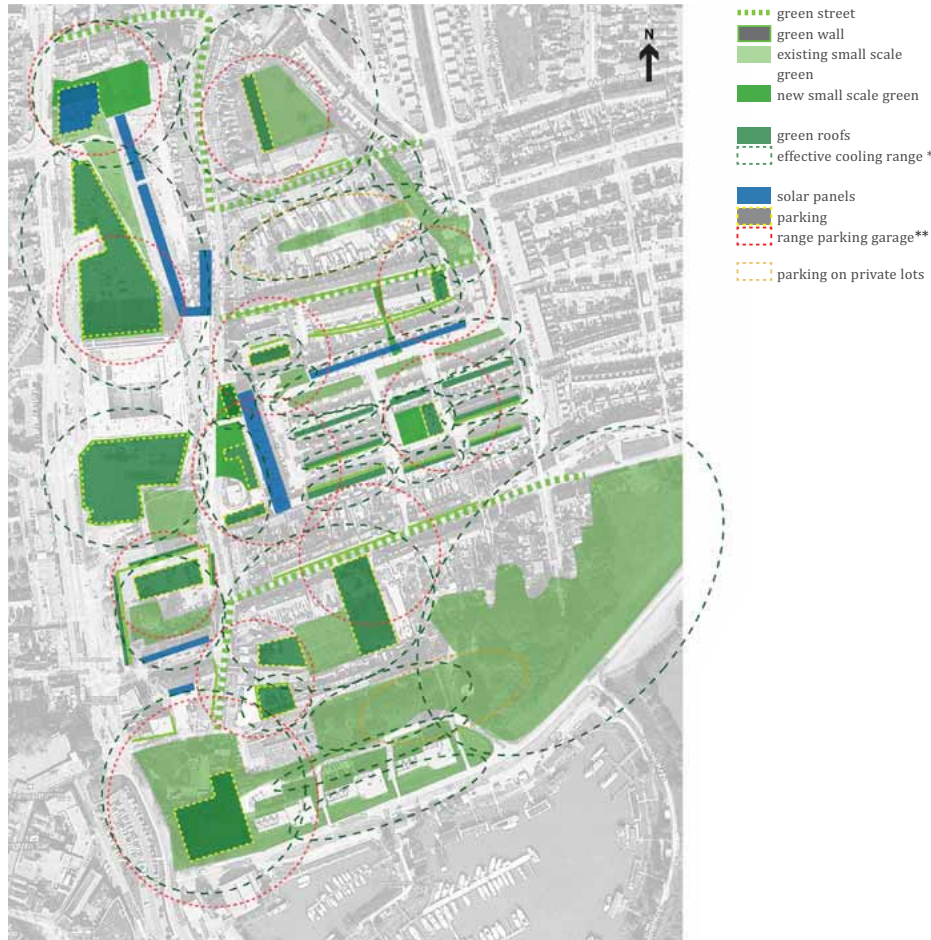 N
green street
green wall
existing small scale
green
new small scale green
green roofs
effective cooling range *
solar panels
parking
range parking garage**
parking on private lots